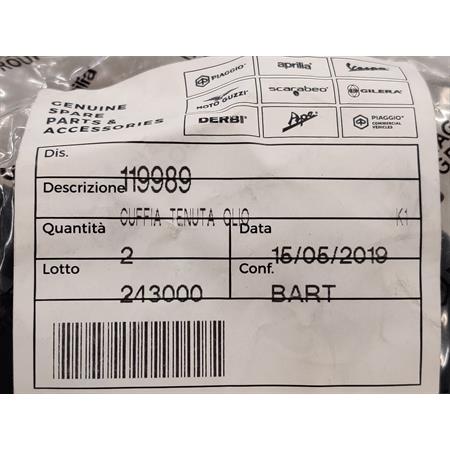 GENUINE
SPARE
PARTS &
ACCESSORIES
PIAGGIO aprilia Vespa
MOTO GUZZI scarabeo GILERA
DERBI Ape PIAGGIO
COMMERCIAL
VEHICLES
Dis.
119989
Descrizione
CUFFIA TENUTA OLIO K1
Quantità Data
2 15/05/2019
Lotto Conf.
243000 BART